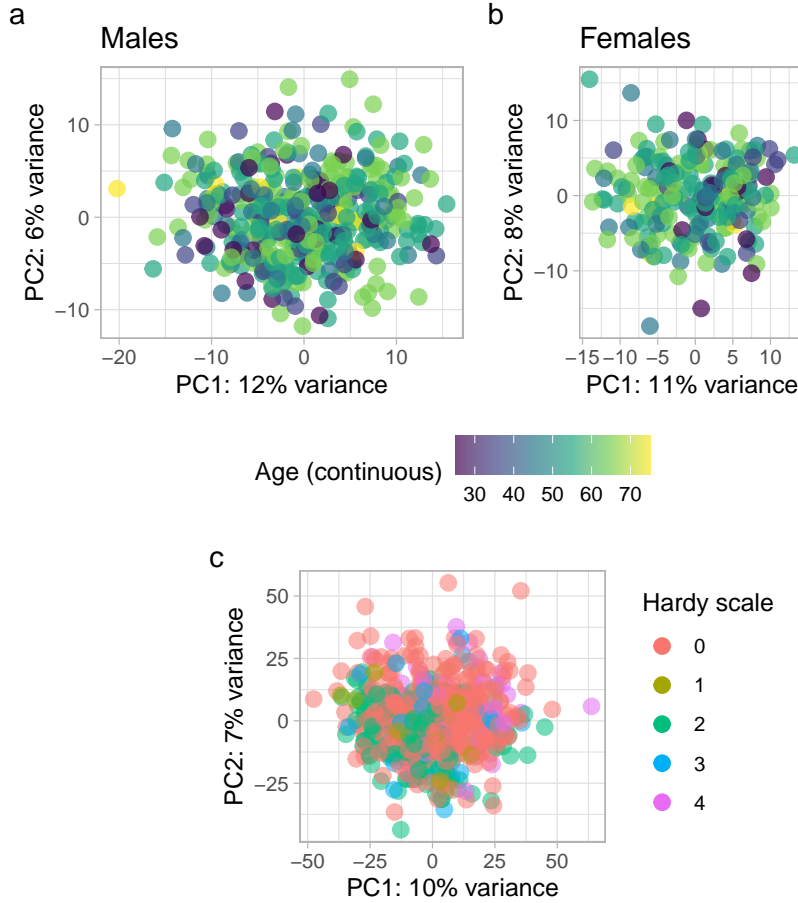 a
Males
PC2: 6% variance
10
0
−10
−20
−10
0
10
PC1: 12% variance
b
Females
PC2: 8% variance
10
0
−10
−15
−10
−5
0
5
10
PC1: 11% variance
Age (continuous)
30
40
50
60
70
c
PC2: 7% variance
50
25
0
−25
−50
−25
0
25
50
PC1: 10% variance
Hardy scale
0
1
2
3
4